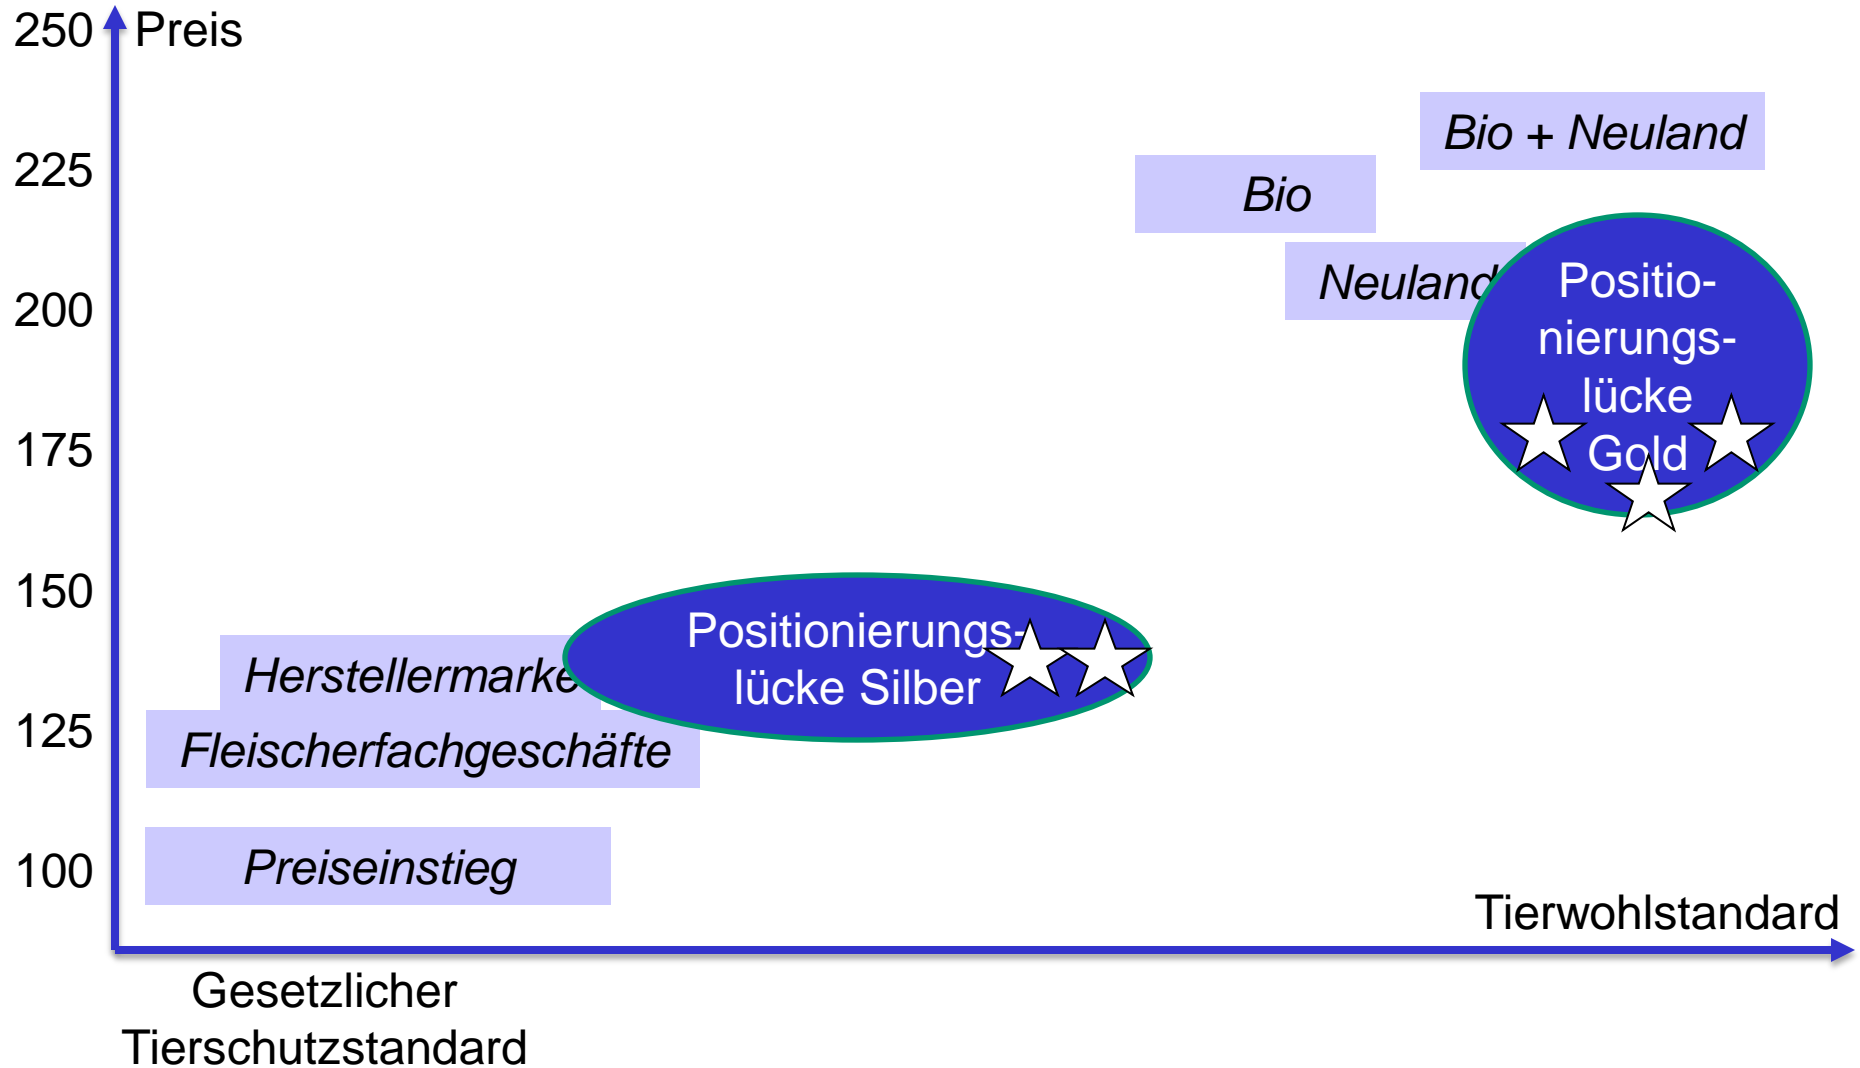 250
Preis
225
200
175
150
125
100
Bio + Neuland
Bio
Neuland
Positio-
nierungs-
lücke
Gold
Positionierungs-
lücke Silber
Herstellermarke
Fleischerfachgeschäfte
Preiseinstieg
Tierwohlstandard
Gesetzlicher
Tierschutzstandard